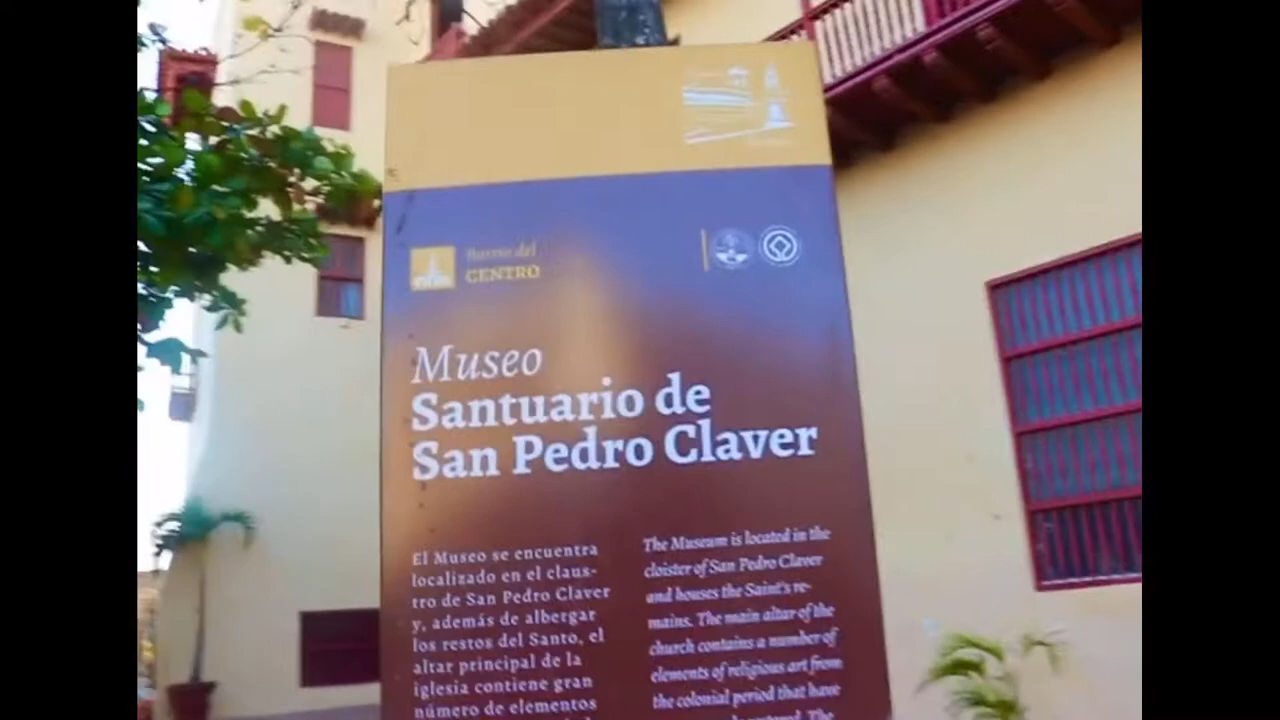 Barrio del
CENTRO
Museo
Santuario de
San Pedro Claver
El Museo se encuentra
localizado en el claus-
tro de San Pedro Claver
y, además de albergar
los restos del Santo, el
altar principal de la
iglesia contiene gran
número de elementos
The Museum is located in the
cloister of San Pedro Claver
and houses the Saint's re-
mains. The main altar of the
church contains a number of
elements of religious art from
the colonial period that have
The